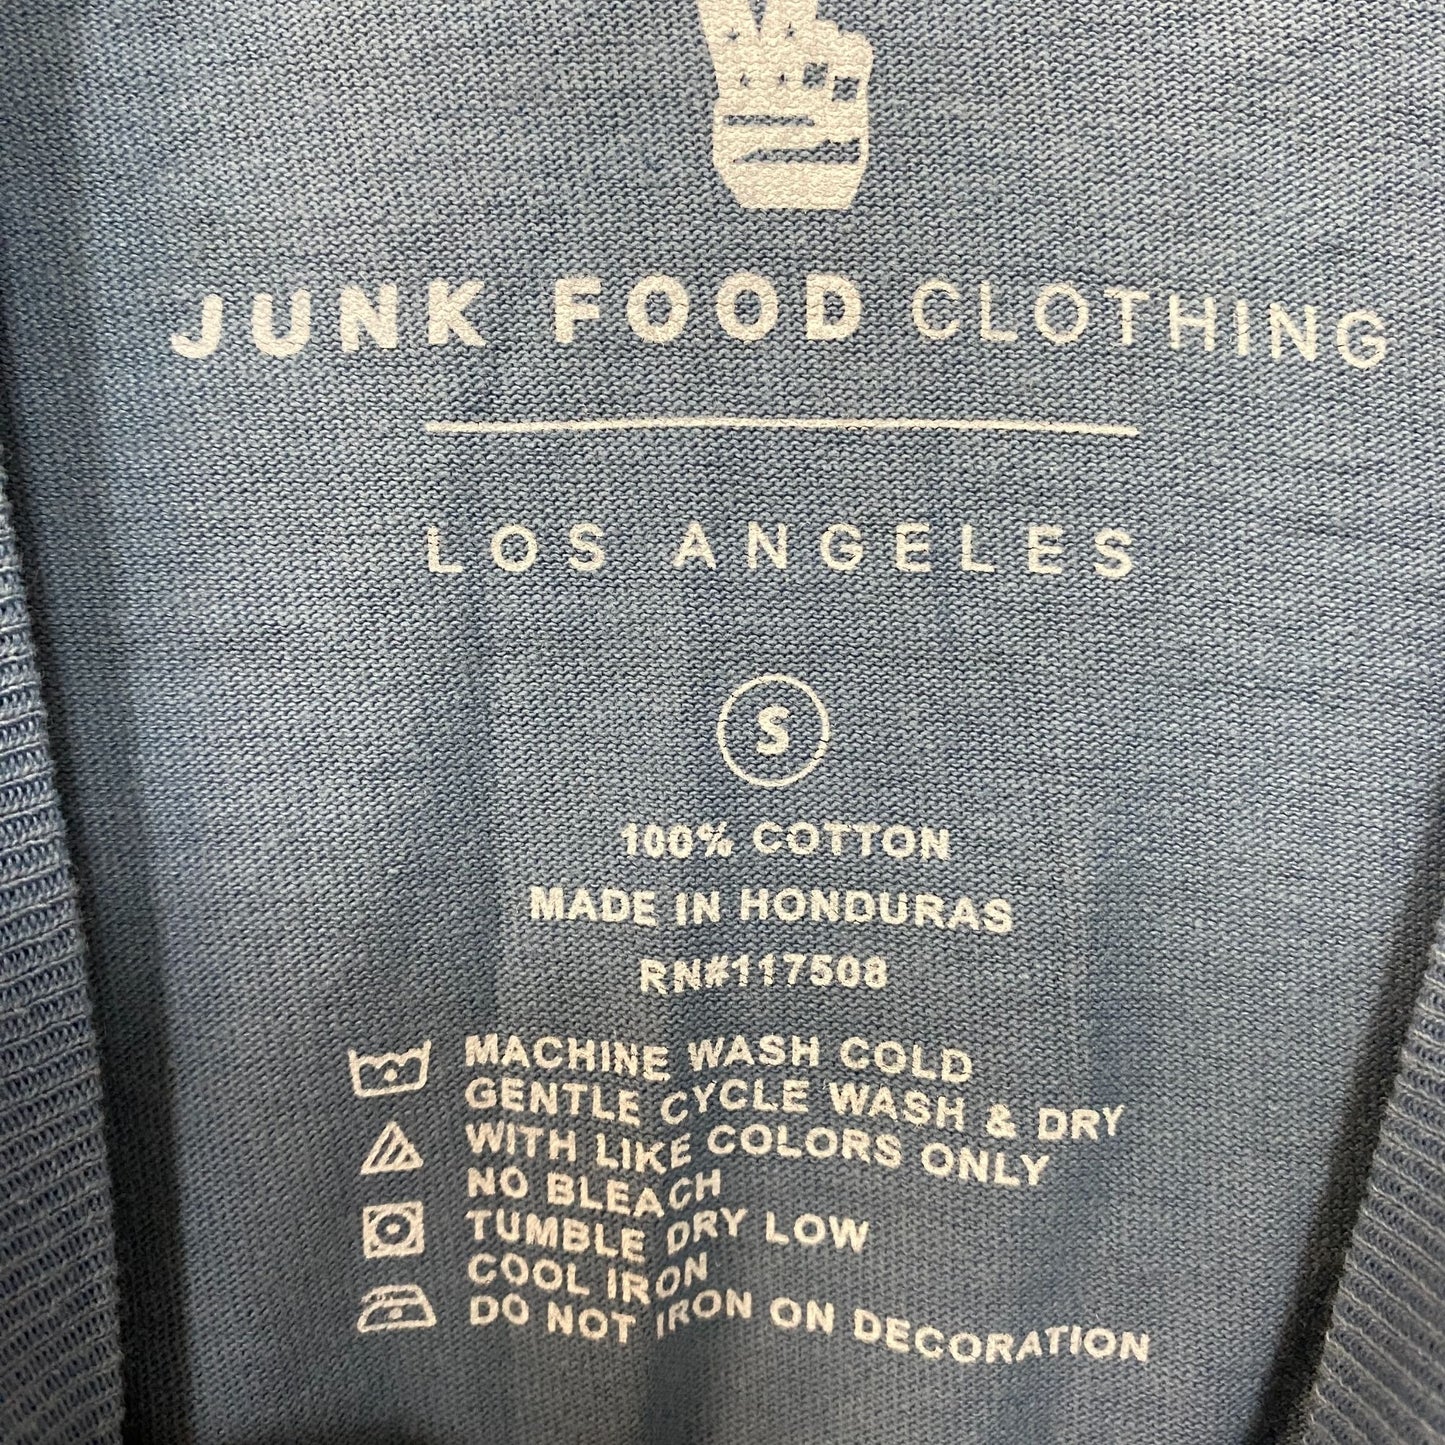 JUNK FOOD CLOTHING
LOS ANGELES
S
100% COTTON
MADE IN HONDURAS
RN#117508
MACHINE WASH COLD
GENTLE CYCLE WASH & DRY
WITH LIKE COLORS ONLY
NO BLEACH
TUMBLE DRY LOW
COOL IRON
DO NOT IRON ON DECORATION